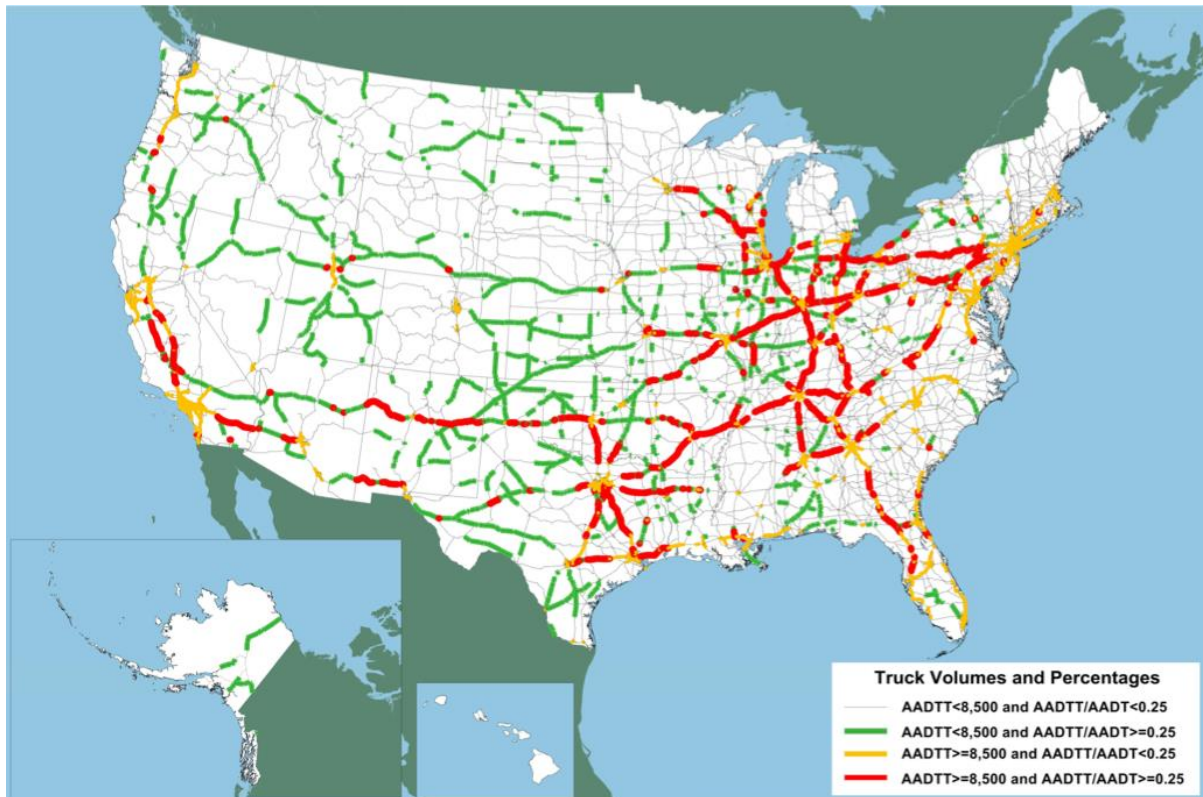 Truck Volumes and Percentages
AADTT<8,500 and AADTT/AADT<0.25
AADTT<8,500 and AADTT/AADT>=0.25
AADTT>=8,500 and AADTT/AADT<0.25
AADTT>=8,500 and AADTT/AADT>=0.25